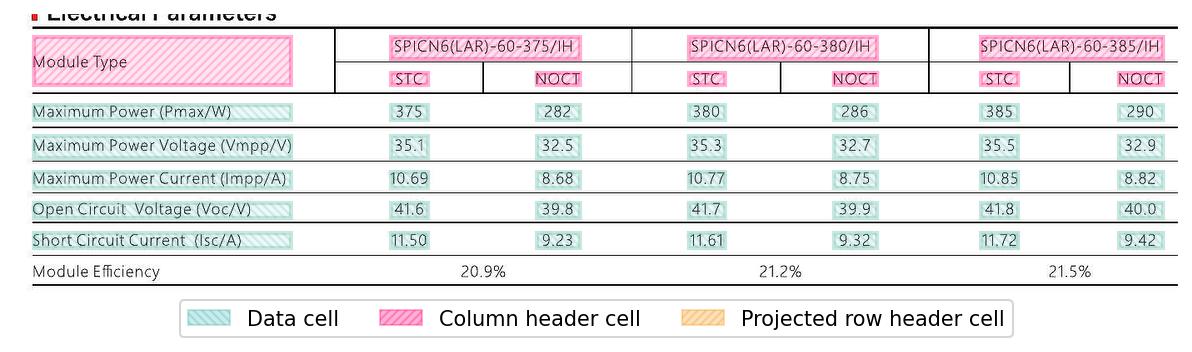 Electrical Parameters
Module Type SPICN6(LAR)-60-375/IH SPICN6(LAR)-60-380/IH SPICN6(LAR)-60-385/IH
STC NOCT STC NOCT STC NOCT
Maximum Power (Pmax/W) 375 282 380 286 385 290
Maximum Power Voltage (Vmpp/V) 35.1 32.5 35.3 32.7 35.5 32.9
Maximum Power Current (Impp/A) 10.69 8.68 10.77 8.75 10.85 8.82
Open Circuit Voltage (Voc/V) 41.6 39.8 41.7 39.9 41.8 40.0
Short Circuit Current (Isc/A) 11.50 9.23 11.61 9.32 11.72 9.42
Module Efficiency 20.9% 21.2% 21.5%
Data cell Column header cell Projected row header cell